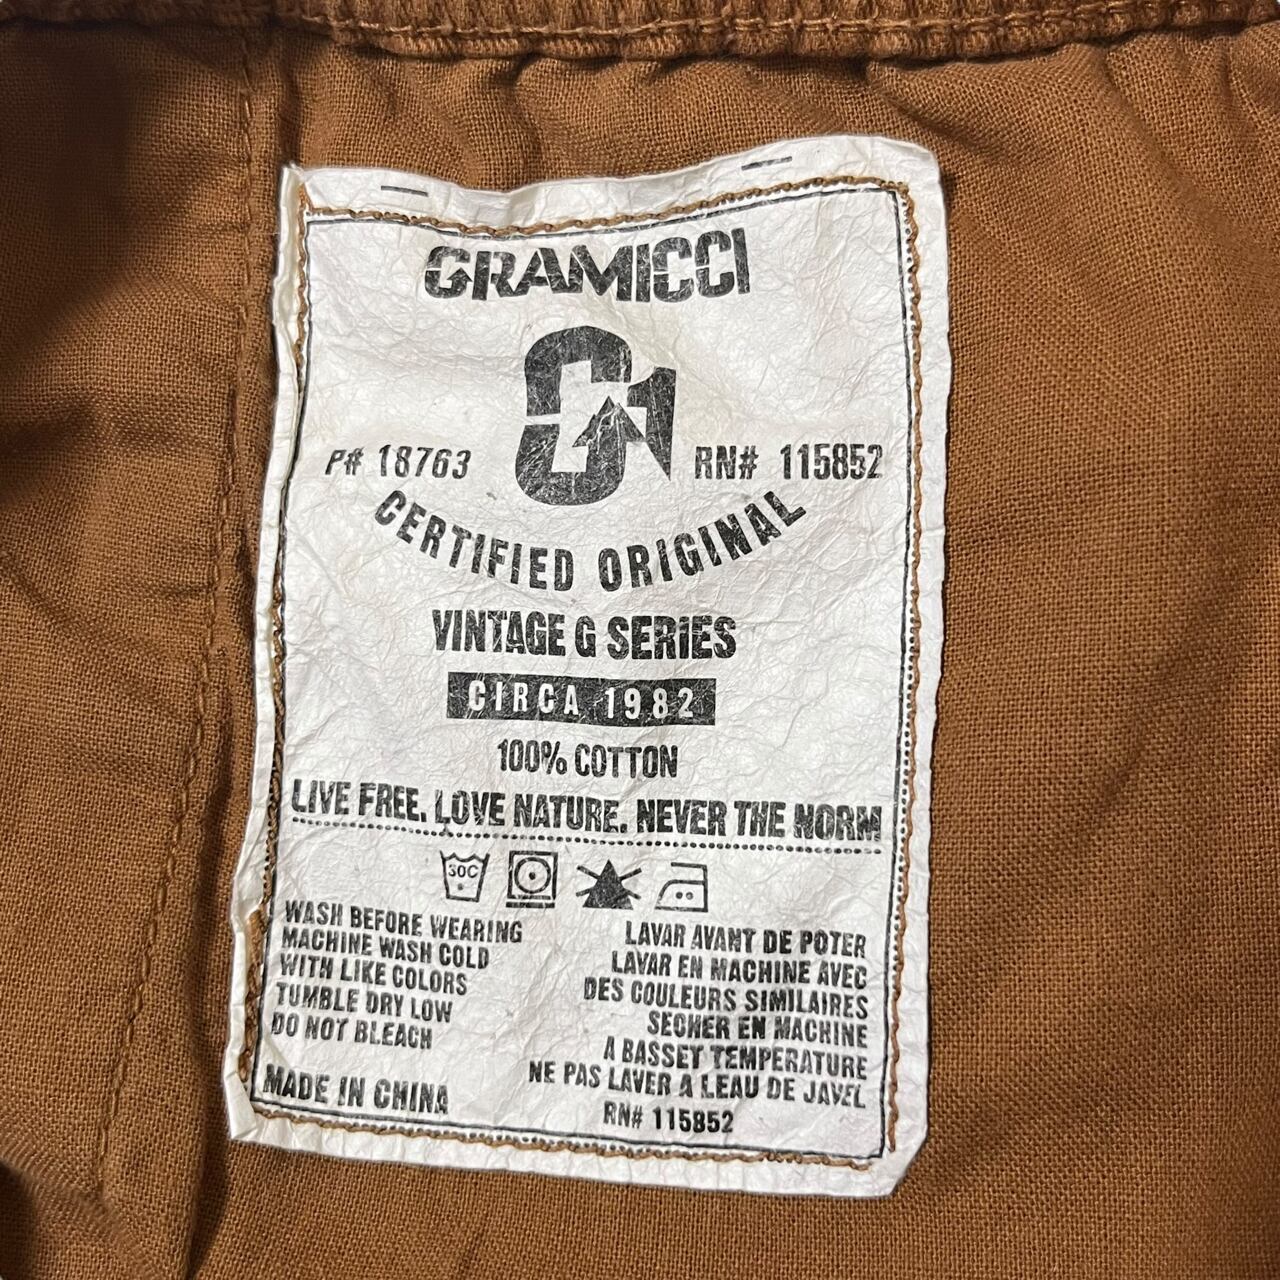 GRAMICCI
G1
P# 18763
RN# 115852
CERTIFIED ORIGINAL
VINTAGE G SERIES
CIRCA 1982
100% COTTON
LIVE FREE. LOVE NATURE. NEVER THE NORM
30C
WASH BEFORE WEARING
MACHINE WASH COLD
WITH LIKE COLORS
TUMBLE DRY LOW
DO NOT BLEACH
MADE IN CHINA
LAVAR AVANT DE POTER
LAVAR EN MACHINE AVEC
DES COULEURS SIMILAIRES
SECHER EN MACHINE
A BASSET TEMPERATURE
NE PAS LAVER A LEAU DE JAVEL
RN# 115852